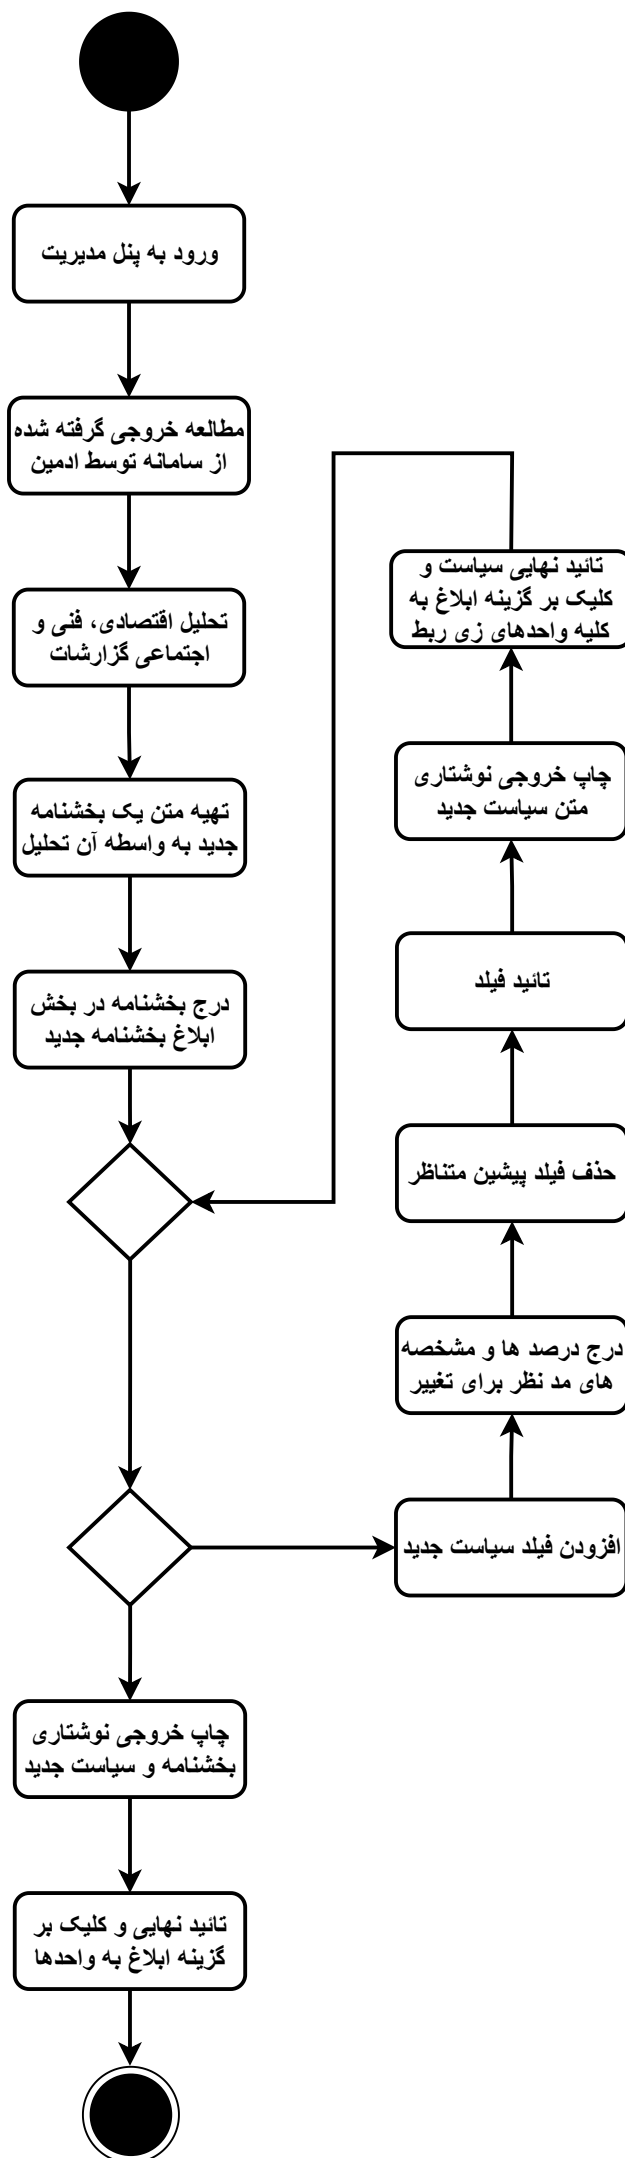 ورود به پنل مدیریت
مطالعه خروجی گرفته شده
از سامانه توسط ادمین
تحلیل اقتصادی، فنی و
اجتماعی گزارشات
تهیه متن یک بخشنامه
جدید به واسطه آن تحلیل
درج بخشنامه در بخش
ابلاغ بخشنامه جدید
افزودن فیلد سیاست جدید
درج درصد ها و مشخصه
های مد نظر برای تغییر
حذف فیلد پیشین متناظر
تائید فیلد
چاپ خروجی نوشتاری
متن سیاست جدید
تائید نهایی سیاست و
کلیک بر گزینه ابلاغ به
کلیه واحدهای زی ربط
چاپ خروجی نوشتاری
بخشنامه و سیاست جدید
تائید نهایی و کلیک بر
گزینه ابلاغ به واحدها